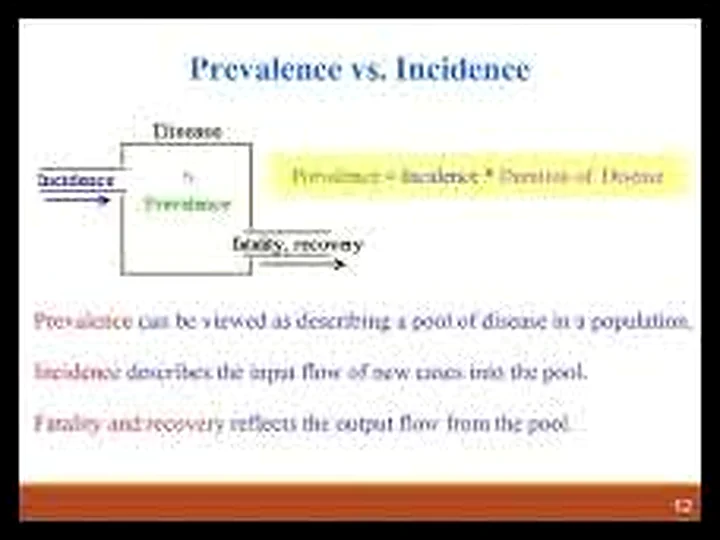 Prevalence vs. Incidence
Disease
Incidence
Prevalence
Prevalence = Incidence * Duration of Disease
fatality, recovery
Prevalence can be viewed as describing a pool of disease in a population.
Incidence describes the input flow of new cases into the pool.
Fatality and recovery reflects the output flow from the pool.
12